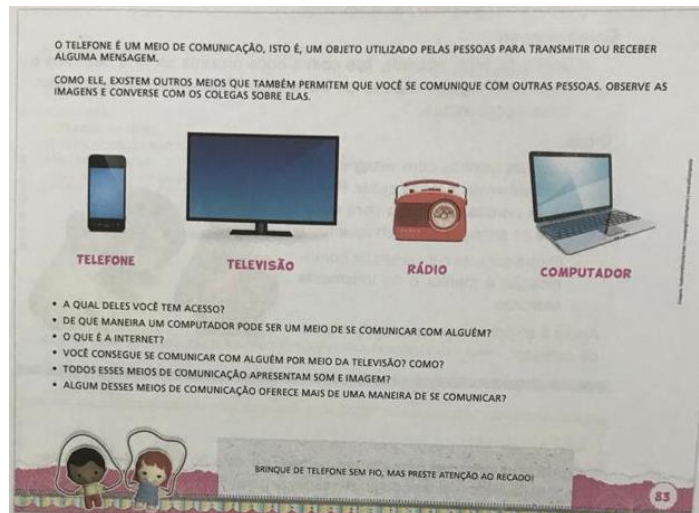 O TELEFONE É UM MEIO DE COMUNICAÇÃO, ISTO É, UM OBJETO UTILIZADO PELAS PESSOAS PARA TRANSMITIR OU RECEBER
ALGUMA MENSAGEM.
COMO ELE, EXISTEM OUTROS MEIOS QUE TAMBÉM PERMITEM QUE VOCÊ SE COMUNIQUE COM OUTRAS PESSOAS. OBSERVE AS
IMAGENS E CONVERSE COM OS COLEGAS SOBRE ELAS.
TELEFONE
TELEVISÃO
RÁDIO
COMPUTADOR
• A QUAL DELES VOCÊ TEM ACESSO?
• DE QUE MANEIRA UM COMPUTADOR PODE SER UM MEIO DE SE COMUNICAR COM ALGUÉM?
• O QUE É A INTERNET?
• VOCÊ CONSEGUE SE COMUNICAR COM ALGUÉM POR MEIO DA TELEVISÃO? COMO?
• TODOS ESSES MEIOS DE COMUNICAÇÃO APRESENTAM SOM E IMAGEM?
• ALGUM DESSES MEIOS DE COMUNICAÇÃO OFERECE MAIS DE UMA MANEIRA DE SE COMUNICAR?
BRINQUE DE TELEFONE SEM FIO, MAS PRESTE ATENÇÃO AO RECADO!
83